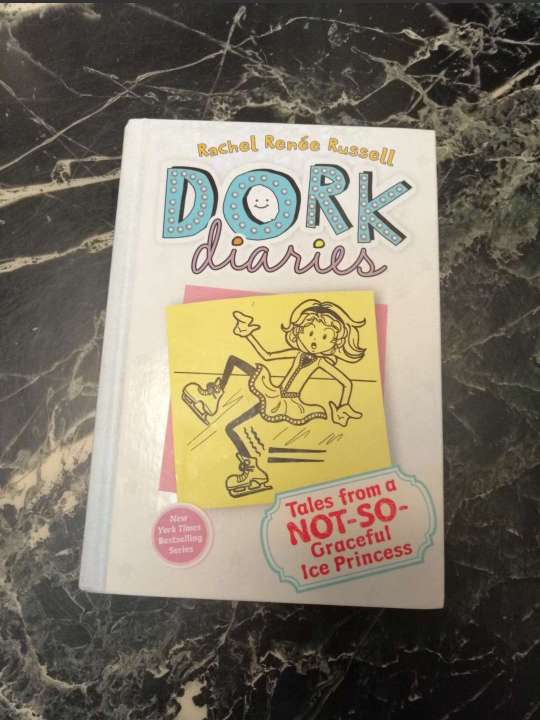 Rachel Renée Russell
DORK
diaries
Tales from a
NOT-SO-
Graceful
Ice Princess
New
York Times
Bestselling
Series